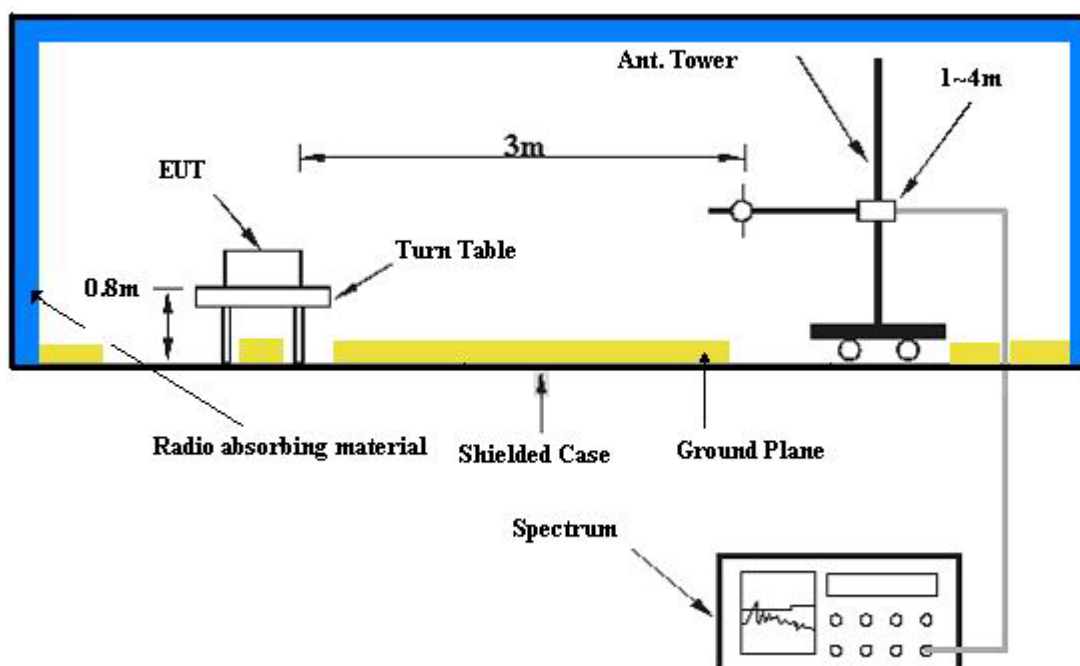 Ant. Tower
1~4m
3m
EUT
Turn Table
0.8m
Radio absorbing material
Shielded Case
Ground Plane
Spectrum